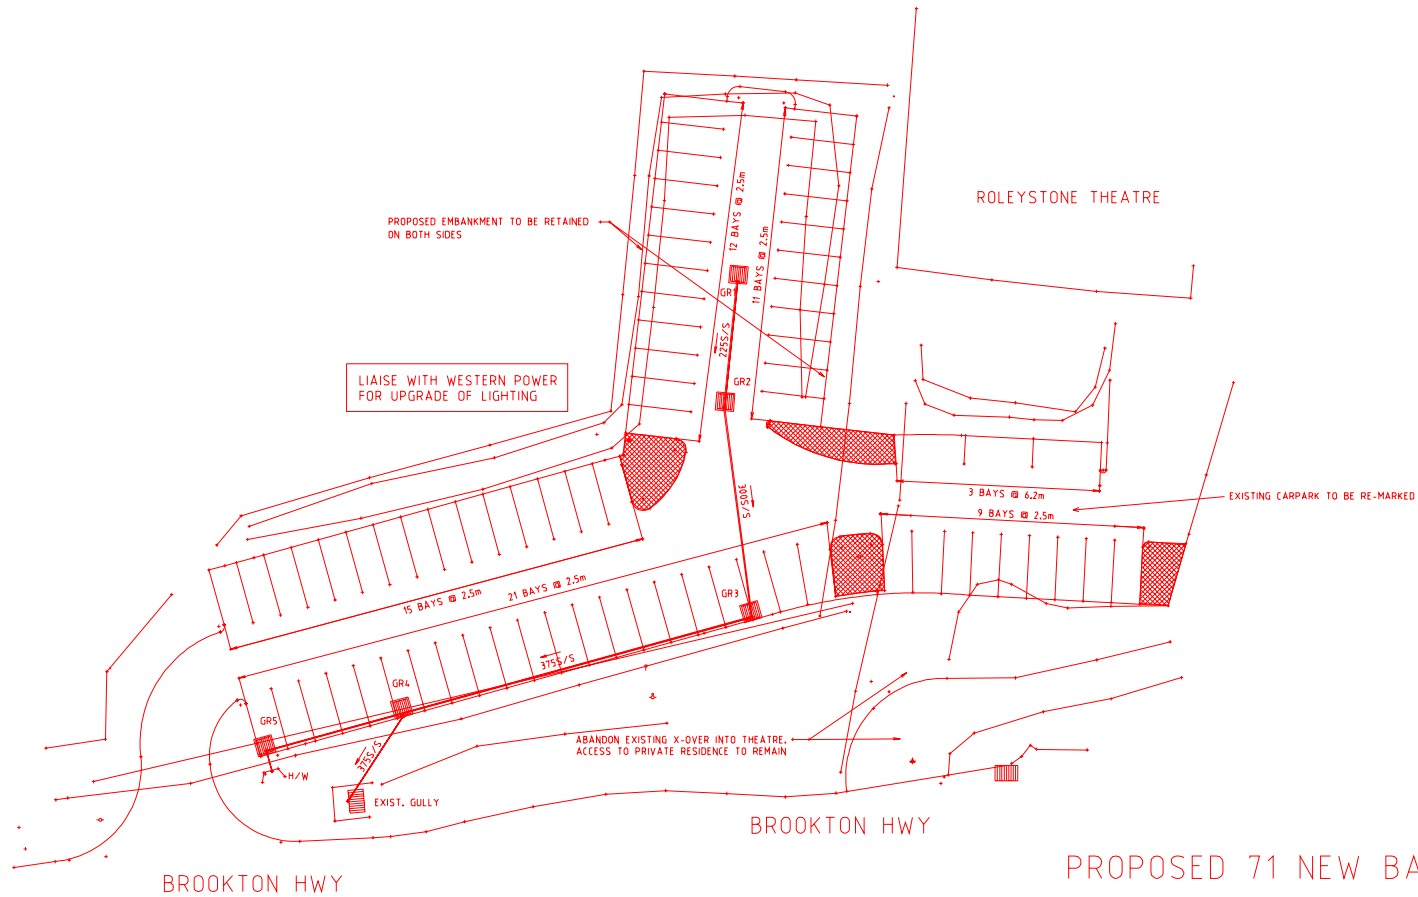 ROLEYSTONE THEATRE
PROPOSED EMBANKMENT TO BE RETAINED
ON BOTH SIDES
12 BAYS @ 2.5m
11 BAYS @ 2.5m
GR1
225S/S
GR2
LIAISE WITH WESTERN POWER
FOR UPGRADE OF LIGHTING
300S/S
3 BAYS @ 6.2m
EXISTING CARPARK TO BE RE-MARKED
9 BAYS @ 2.5m
15 BAYS @ 2.5m
21 BAYS @ 2.5m
GR3
375S/S
GR4
GR5
375S/S
H/W
ABANDON EXISTING X-OVER INTO THEATRE,
ACCESS TO PRIVATE RESIDENCE TO REMAIN
EXIST. GULLY
BROOKTON HWY
BROOKTON HWY
PROPOSED 71 NEW BA